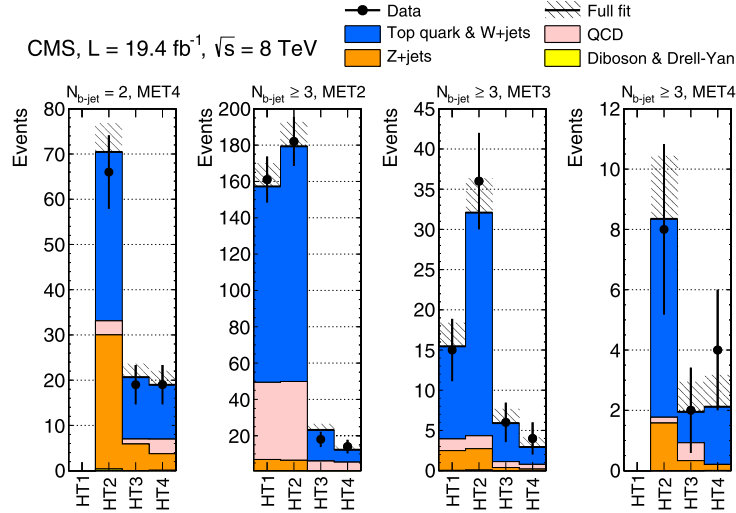 CMS, L = 19.4 fb⁻¹, √s = 8 TeV
Data
Top quark & W+jets
Z+jets
Full fit
QCD
Diboson & Drell-Yan
N b-jet = 2, MET4
Events
80
70
60
50
40
30
20
10
0
HT1
HT2
HT3
HT4
N b-jet ≥ 3, MET2
Events
200
180
160
140
120
100
80
60
40
20
HT1
HT2
HT3
HT4
N b-jet ≥ 3, MET3
Events
45
40
35
30
25
20
15
10
5
0
HT1
HT2
HT3
HT4
N b-jet ≥ 3, MET4
Events
12
10
8
6
4
2
0
HT1
HT2
HT3
HT4